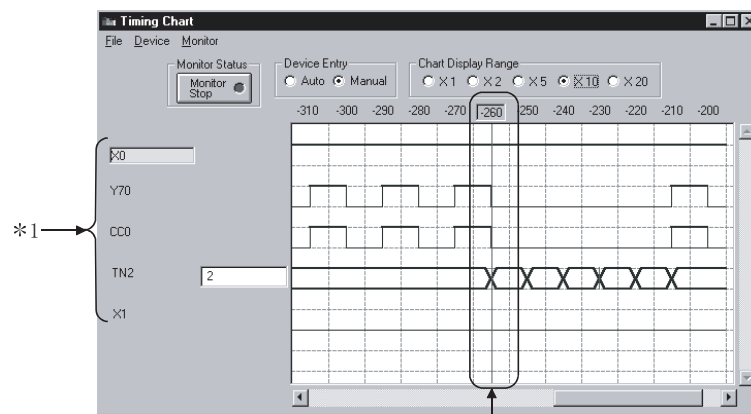 Timing Chart
File Device Monitor
Monitor Status
Monitor Stop
Device Entry
Auto Manual
Chart Display Range
X 1 X 2 X 5 X 10 X 20
-310 -300 -290 -280 -270 -260 -250 -240 -230 -220 -210 -200
X0
Y70
*1
CC0
TN2 2
X1